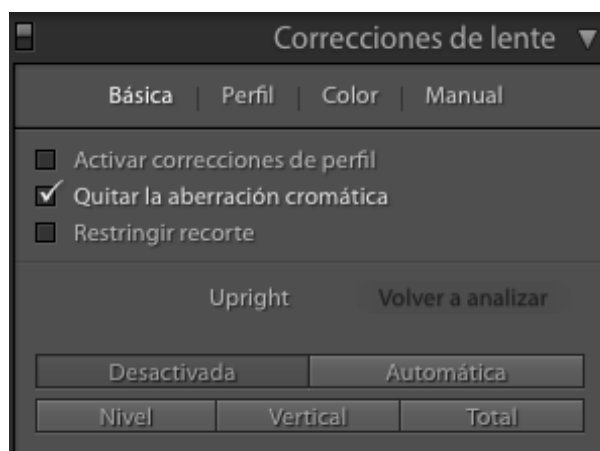 Correcciones de lente
Básica | Perfil | Color | Manual
Activar correcciones de perfil
Quitar la aberración cromática
Restringir recorte
Upright Volver a analizar
Desactivada Automática
Nivel Vertical Total